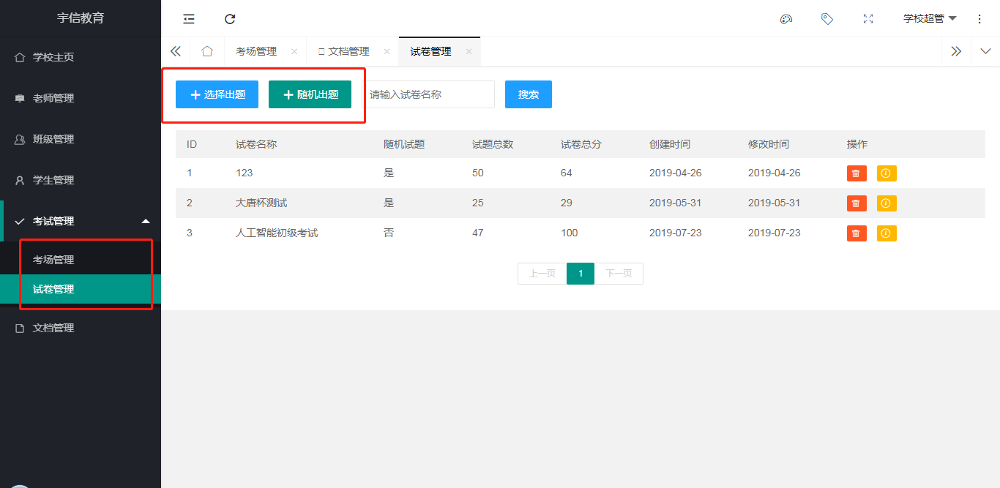 宇信教育
学校超管
学校主页
老师管理
班级管理
学生管理
考试管理
考场管理
试卷管理
文档管理
考场管理 文档管理 试卷管理
选择出题 随机出题 请输入试卷名称 搜索
ID 试卷名称 随机试题 试题总数 试卷总分 创建时间 修改时间 操作
1 123 是 50 64 2019-04-26 2019-04-26
2 大唐杯测试 是 25 29 2019-05-31 2019-05-31
3 人工智能初级考试 否 47 100 2019-07-23 2019-07-23
上一页 1 下一页